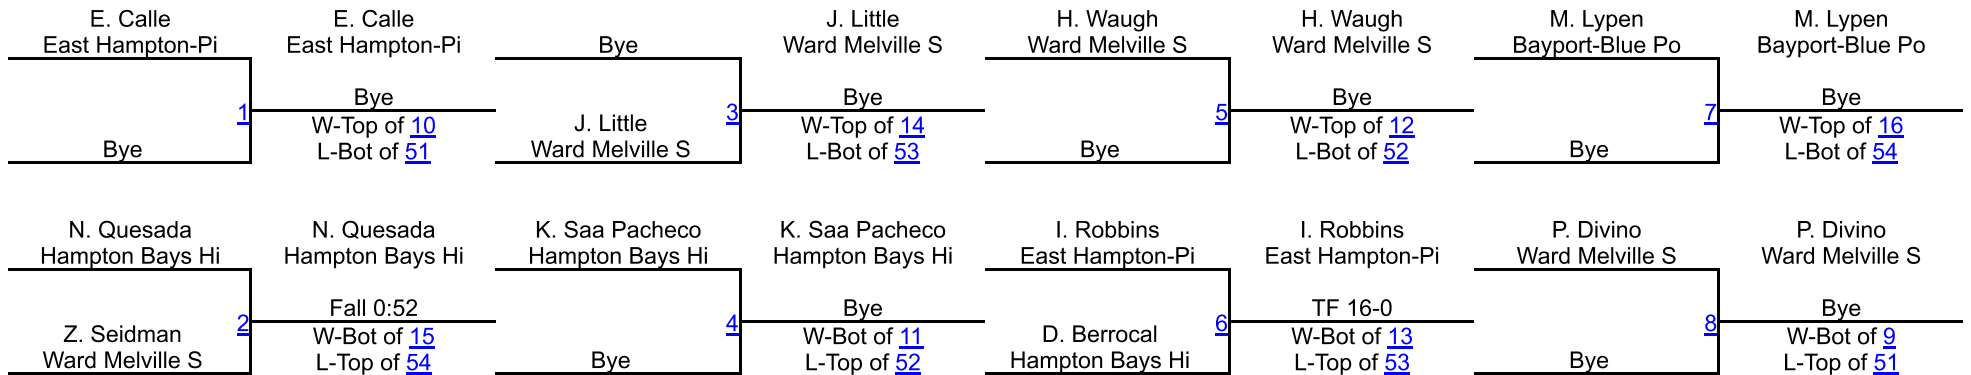 E. Calle
East Hampton-Pi
Bye
1
E. Calle
East Hampton-Pi
Bye
W-Top of 10
L-Bot of 51
Bye
J. Little
Ward Melville S
3
J. Little
Ward Melville S
Bye
W-Top of 14
L-Bot of 53
H. Waugh
Ward Melville S
Bye
5
H. Waugh
Ward Melville S
Bye
W-Top of 12
L-Bot of 52
M. Lypen
Bayport-Blue Po
Bye
7
M. Lypen
Bayport-Blue Po
Bye
W-Top of 16
L-Bot of 54
N. Quesada
Hampton Bays Hi
Z. Seidman
Ward Melville S
2
N. Quesada
Hampton Bays Hi
Fall 0:52
W-Bot of 15
L-Top of 54
K. Saa Pacheco
Hampton Bays Hi
Bye
4
K. Saa Pacheco
Hampton Bays Hi
Bye
W-Bot of 11
L-Top of 52
I. Robbins
East Hampton-Pi
D. Berrocal
Hampton Bays Hi
6
I. Robbins
East Hampton-Pi
TF 16-0
W-Bot of 13
L-Top of 53
P. Divino
Ward Melville S
Bye
8
P. Divino
Ward Melville S
Bye
W-Bot of 9
L-Top of 51